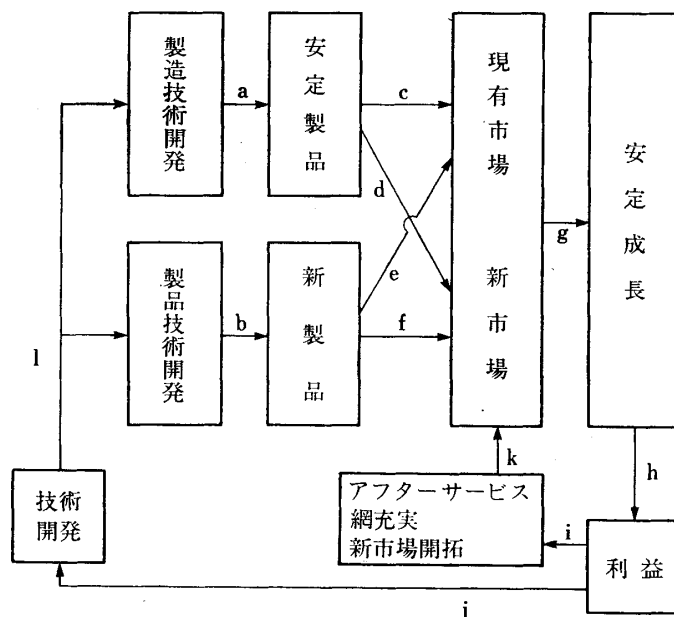 製造技術開発
a
安定製品
c
現有市場
新市場
安定成長
d
g
e
製品技術開発
b
新製品
f
l
k
h
技術
開発
アフターサービス
網充実
新市場開拓
i
利益
j